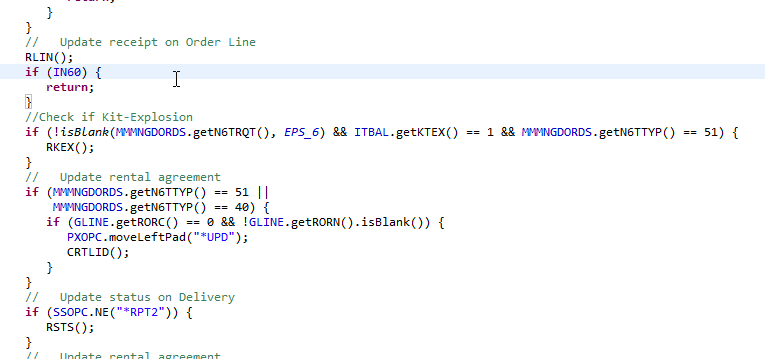 }
}
//   Update receipt on Order Line
RLIN();
if (IN60) {
return;
}
//Check if Kit-Explosion
if (!isBlank(MMMNGDORDS.getN6TRQT(), EPS_6) && ITBAL.getKTEX() == 1 && MMMNGDORDS.getN6TTYP() == 51) {
RKEX();
}
//   Update rental agreement
if (MMMNGDORDS.getN6TTYP() == 51 ||
MMMNGDORDS.getN6TTYP() == 40) {
if (GLINE.getRORC() == 0 && !GLINE.getRORN().isBlank()) {
PXOPC.moveLeftPad("*UPD");
CRTLID();
}
}
//   Update status on Delivery
if (SSOPC.NE("*RPT2")) {
RSTS();
}
//   Update rental agreement